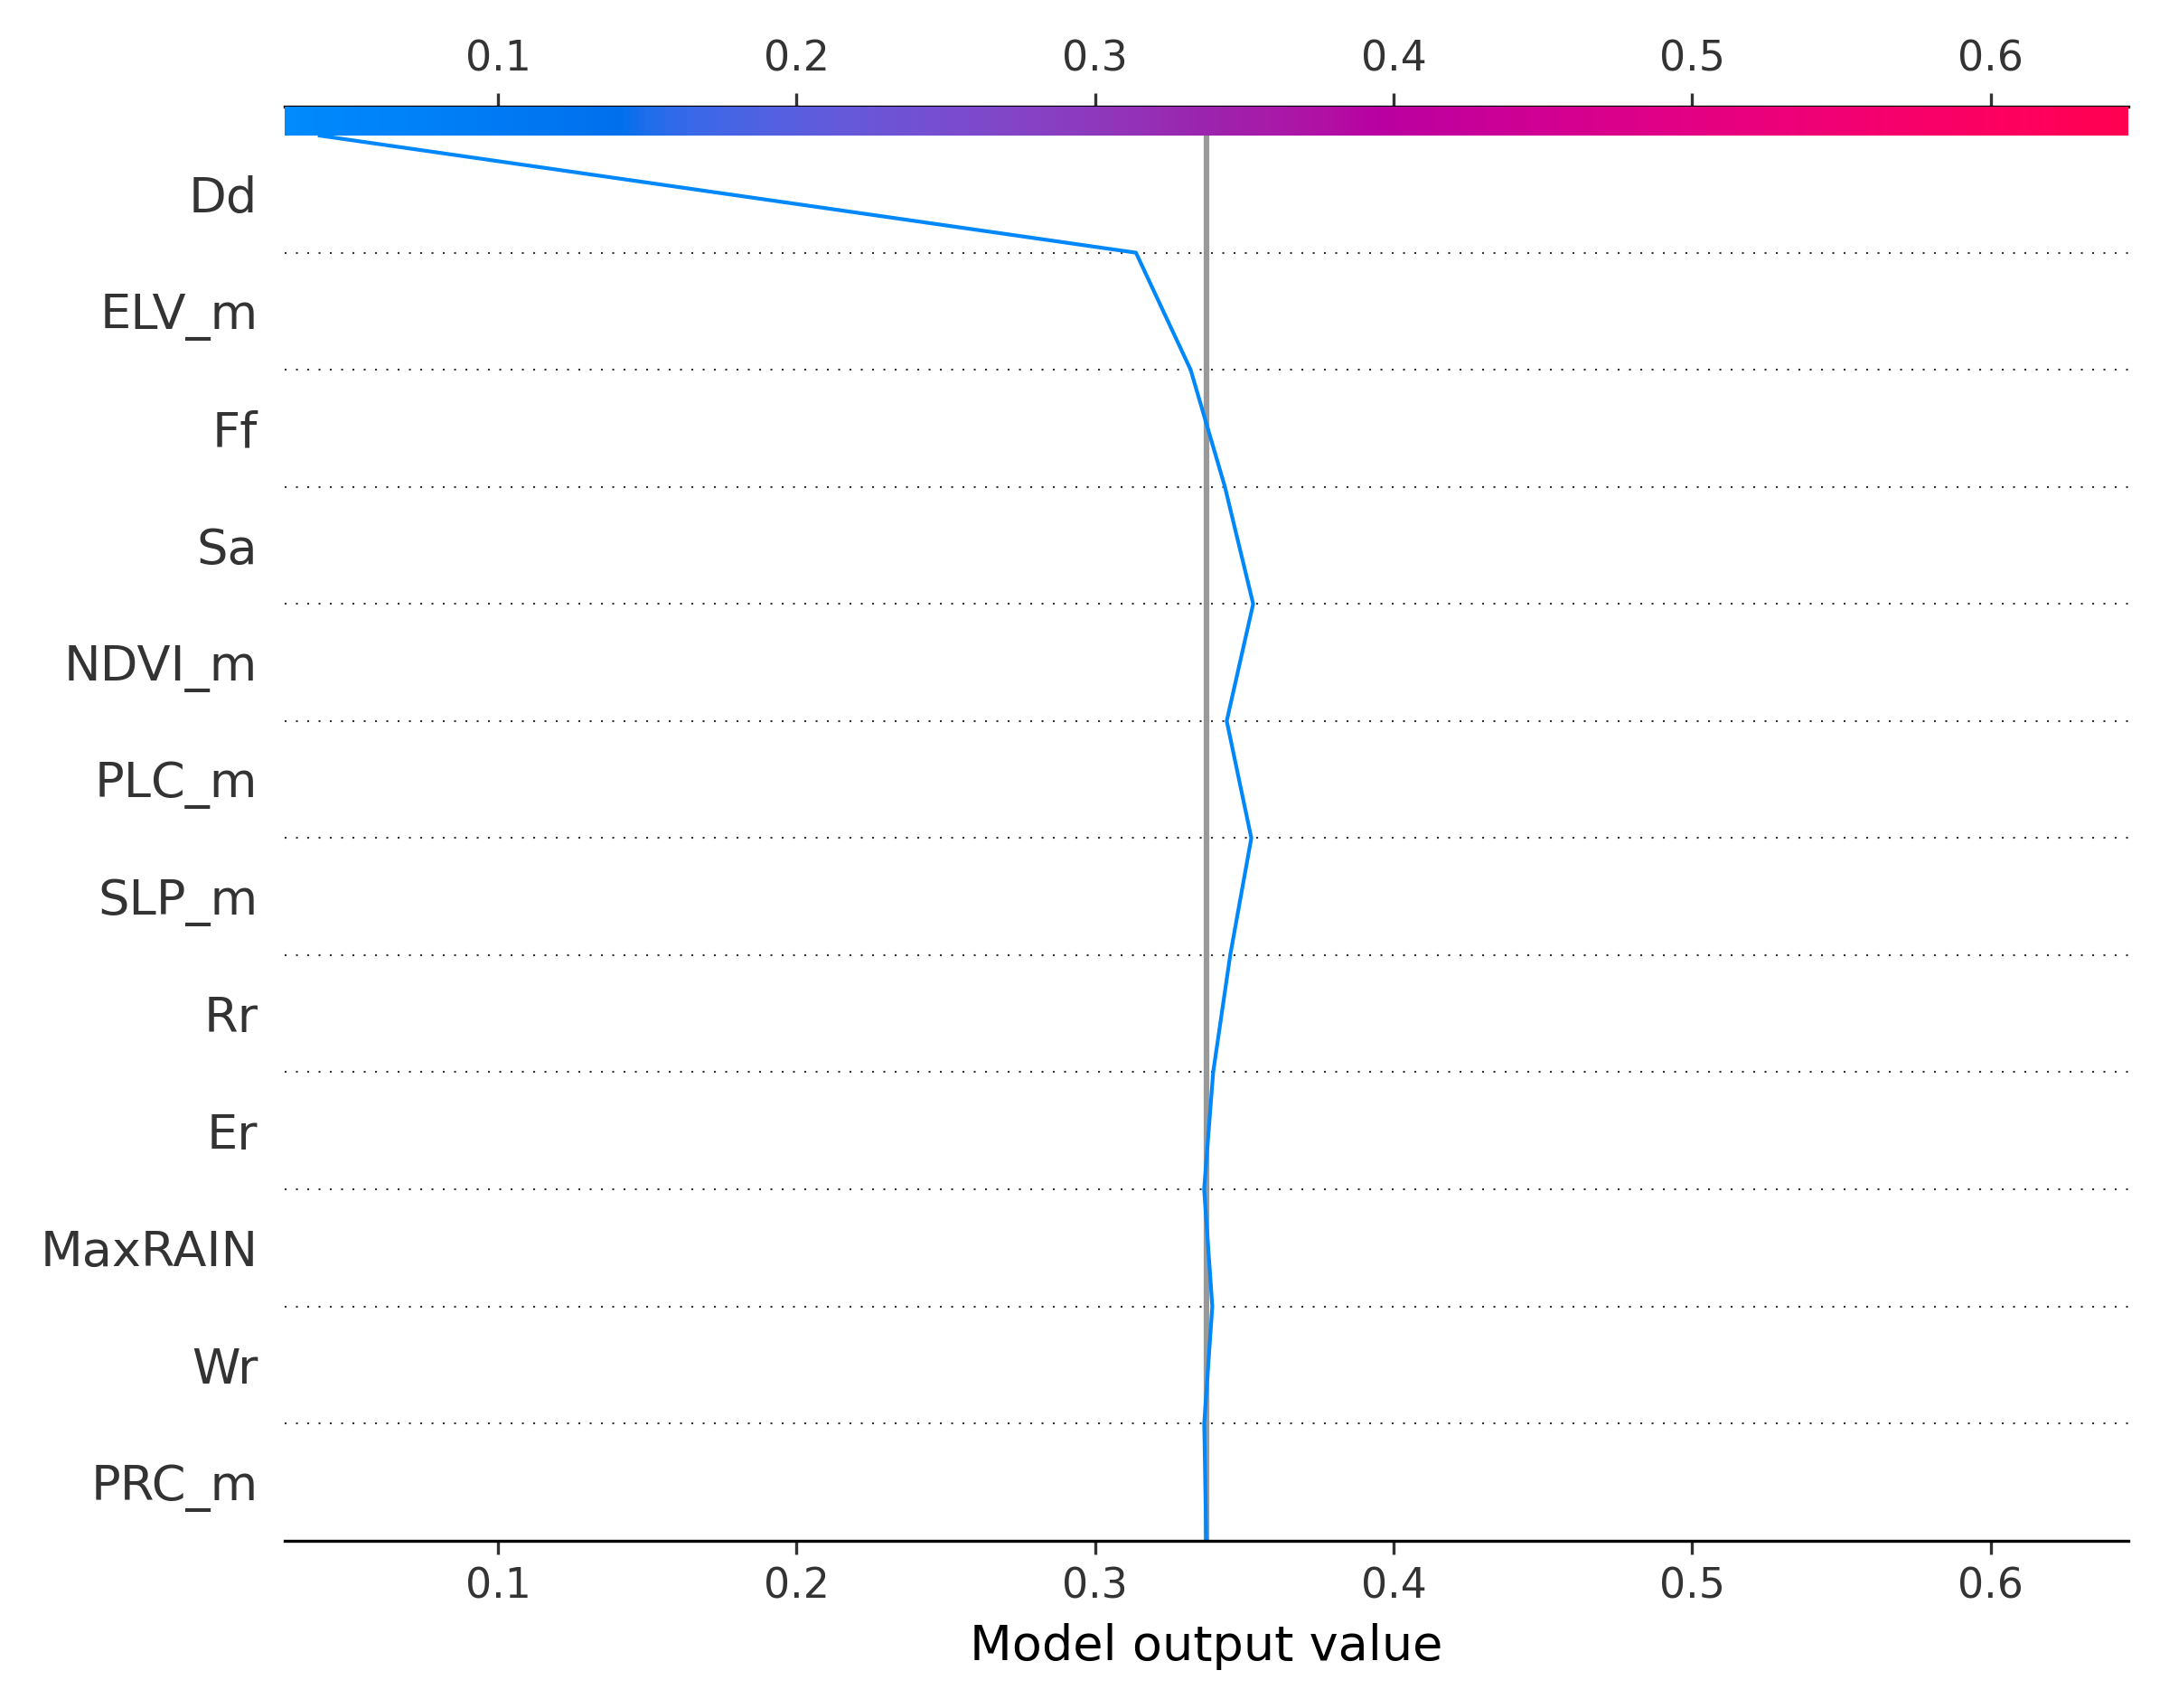 0.1 0.2 0.3 0.4 0.5 0.6
Dd
ELV_m
Ff
Sa
NDVI_m
PLC_m
SLP_m
Rr
Er
MaxRAIN
Wr
PRC_m
0.1 0.2 0.3 0.4 0.5 0.6
Model output value